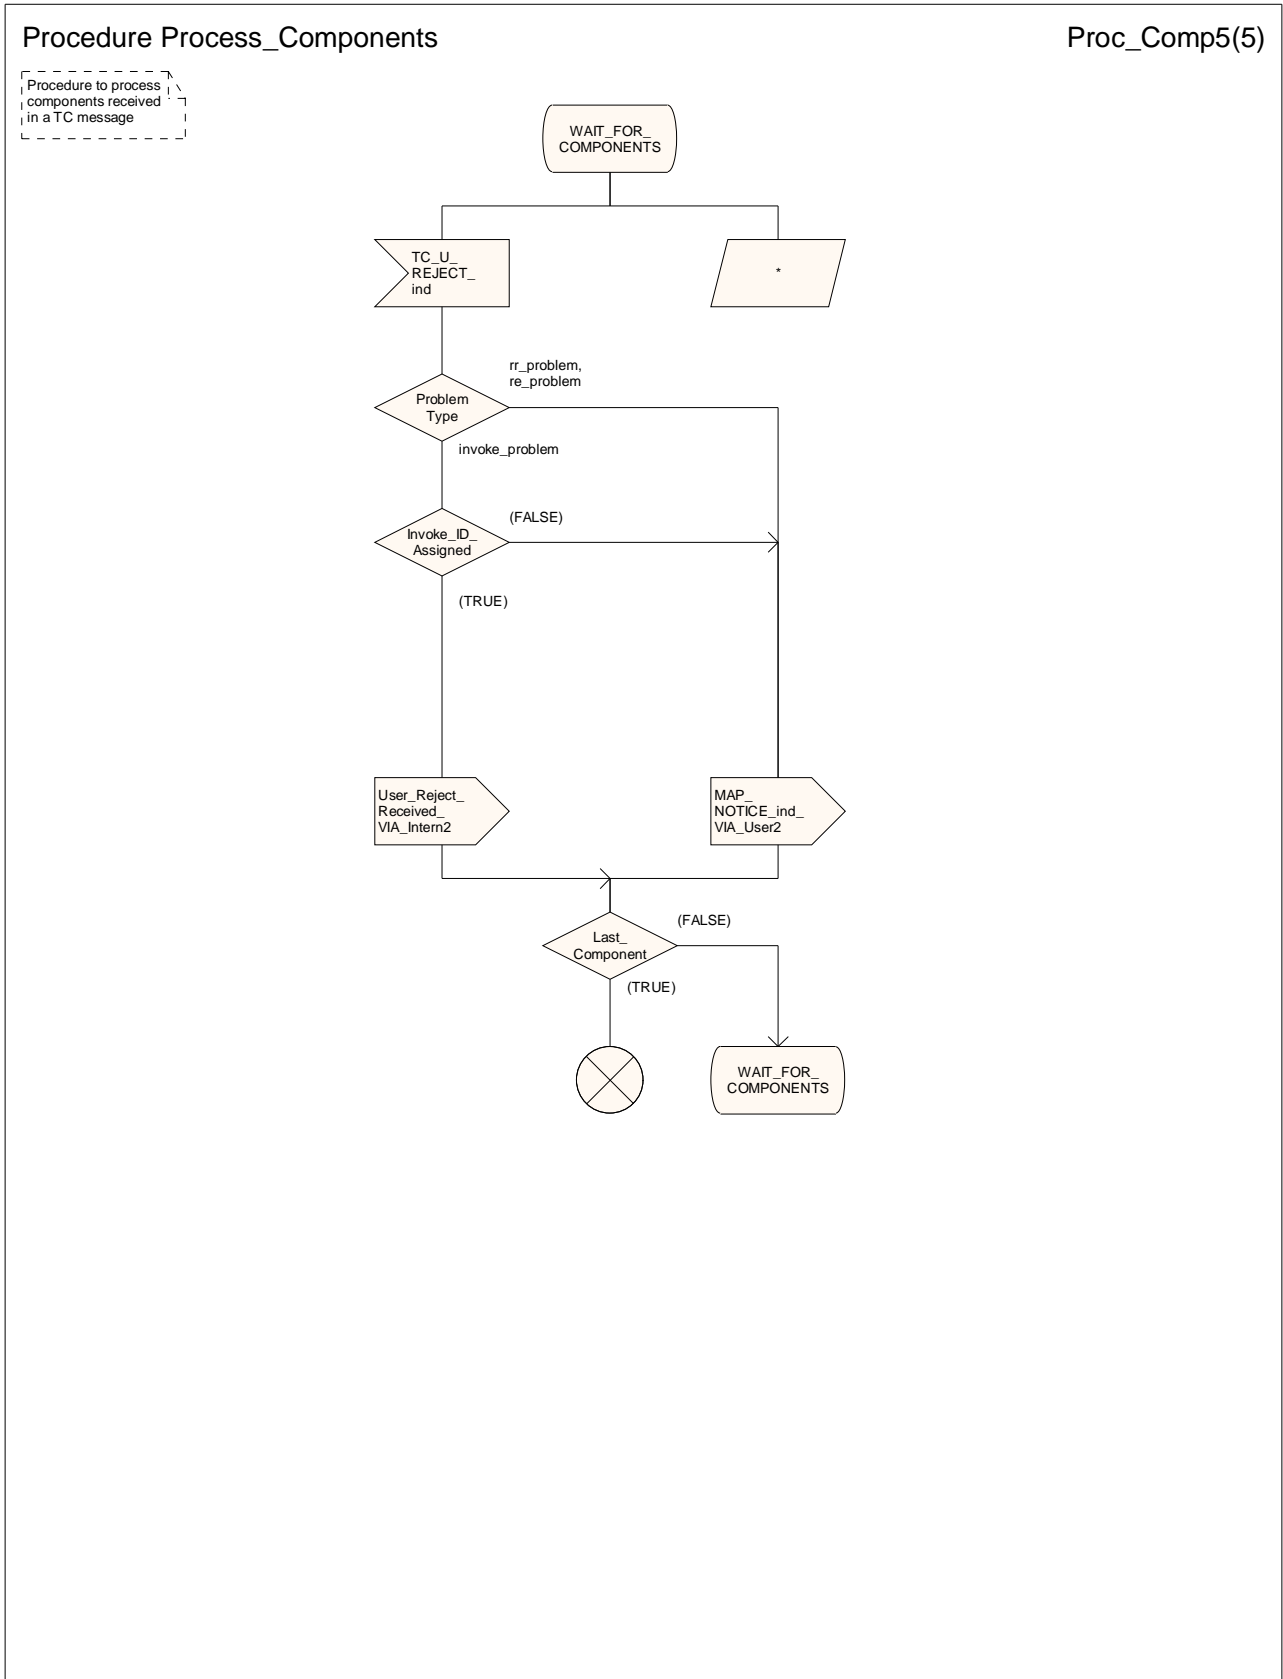 Procedure Process_Components
Proc_Comp5(5)
Procedure to process
components received
in a TC message
WAIT_FOR_
COMPONENTS
TC_U_
REJECT_
ind
*
rr_problem,
re_problem
Problem
Type
invoke_problem
(FALSE)
Invoke_ID_
Assigned
(TRUE)
User_Reject_
Received_
VIA_Intern2
MAP_
NOTICE_ind_
VIA_User2
(FALSE)
Last_
Component
(TRUE)
WAIT_FOR_
COMPONENTS